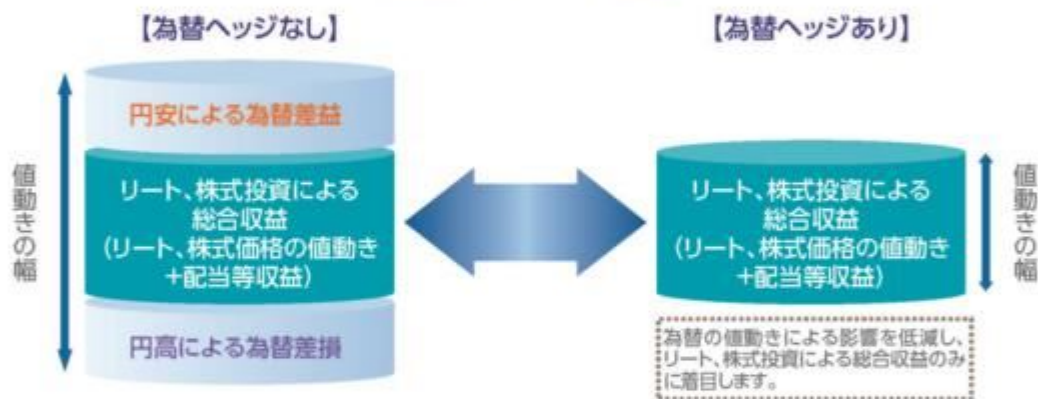 【為替ヘッジなし】
円安による為替差益
リート、株式投資による
総合収益
(リート、株式価格の値動き
+配当等収益)
円高による為替差損
値動きの幅
【為替ヘッジあり】
リート、株式投資による
総合収益
(リート、株式価格の値動き
+配当等収益)
値動きの幅
為替の値動きによる影響を低減し、
リート、株式投資による総合収益のみ
に着目します。